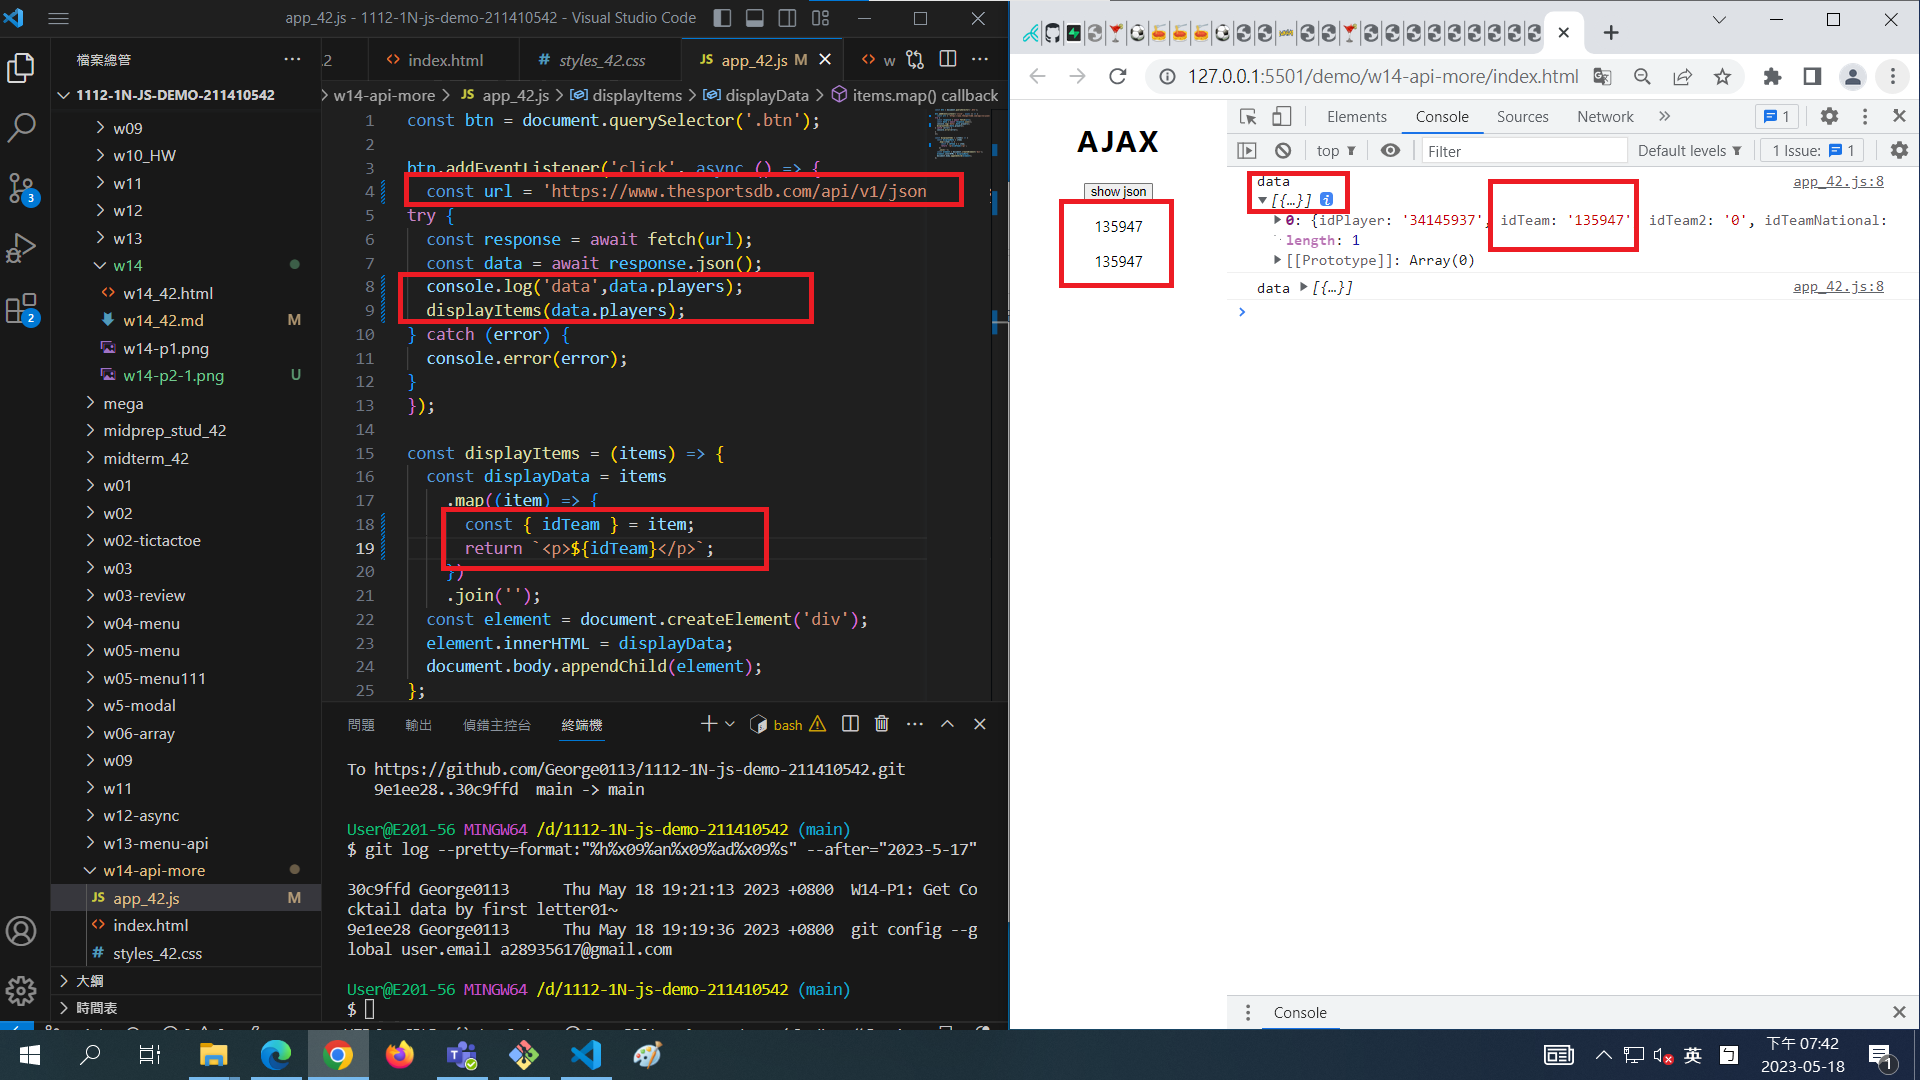 app_42.js - 1112-1N-js-demo-211410542 - Visual Studio Code
檔案總管
1112-1N-JS-DEMO-211410542
w09
w10_HW
w11
w12
w13
w14
w14_42.html
w14_42.md M
w14-p1.png
w14-p2-1.png U
mega
midprep_stud_42
midterm_42
w01
w02
w02-tictactoe
w03
w03-review
w04-menu
w05-menu
w05-menu111
w5-modal
w06-array
w09
w11
w12-async
w13-menu-api
w14-api-more
JS app_42.js M
index.html
# styles_42.css
大綱
時間表
3
2
.2
index.html
# styles_42.css
JS app_42.js M
w
w14-api-more > JS app_42.js > displayItems > displayData > items.map() callback
1 const btn = document.querySelector('.btn');
2
3 btn.addEventListener('click', async () => {
4 const url = 'https://www.thesportsdb.com/api/v1/json
5 try {
6 const response = await fetch(url);
7 const data = await response.json();
8 console.log('data',data.players);
9 displayItems(data.players);
10 } catch (error) {
11 console.error(error);
12 }
13 });
14
15 const displayItems = (items) => {
16 const displayData = items
17 .map((item) => {
18 const { idTeam } = item;
19 return `<p>${idTeam}</p>`;
20 })
21 .join('');
22 const element = document.createElement('div');
23 element.innerHTML = displayData;
24 document.body.appendChild(element);
25 };
問題 輸出 偵錯主控台 終端機
bash
To https://github.com/George0113/1112-1N-js-demo-211410542.git
9e1ee28..30c9ffd main -> main
User@E201-56 MINGW64 /d/1112-1N-js-demo-211410542 (main)
$ git log --pretty=format:"%h%x09%an%x09%ad%x09%s" --after="2023-5-17"
30c9ffd George0113 Thu May 18 19:21:13 2023 +0800 W14-P1: Get Co
cktail data by first letter01~
9e1ee28 George0113 Thu May 18 19:19:36 2023 +0800 git config --g
lobal user.email a28935617@gmail.com
User@E201-56 MINGW64 /d/1112-1N-js-demo-211410542 (main)
$
127.0.0.1:5501/demo/w14-api-more/index.html
AJAX
show json
135947
135947
Elements Console Sources Network
1
top
Filter
Default levels
1 Issue: 1
data app_42.js:8
[{…}]
0: {idPlayer: '34145937', idTeam: '135947' idTeam2: '0', idTeamNational:
length: 1
[[Prototype]]: Array(0)
data [{…}] app_42.js:8
Console
英
下午 07:42
2023-05-18
1